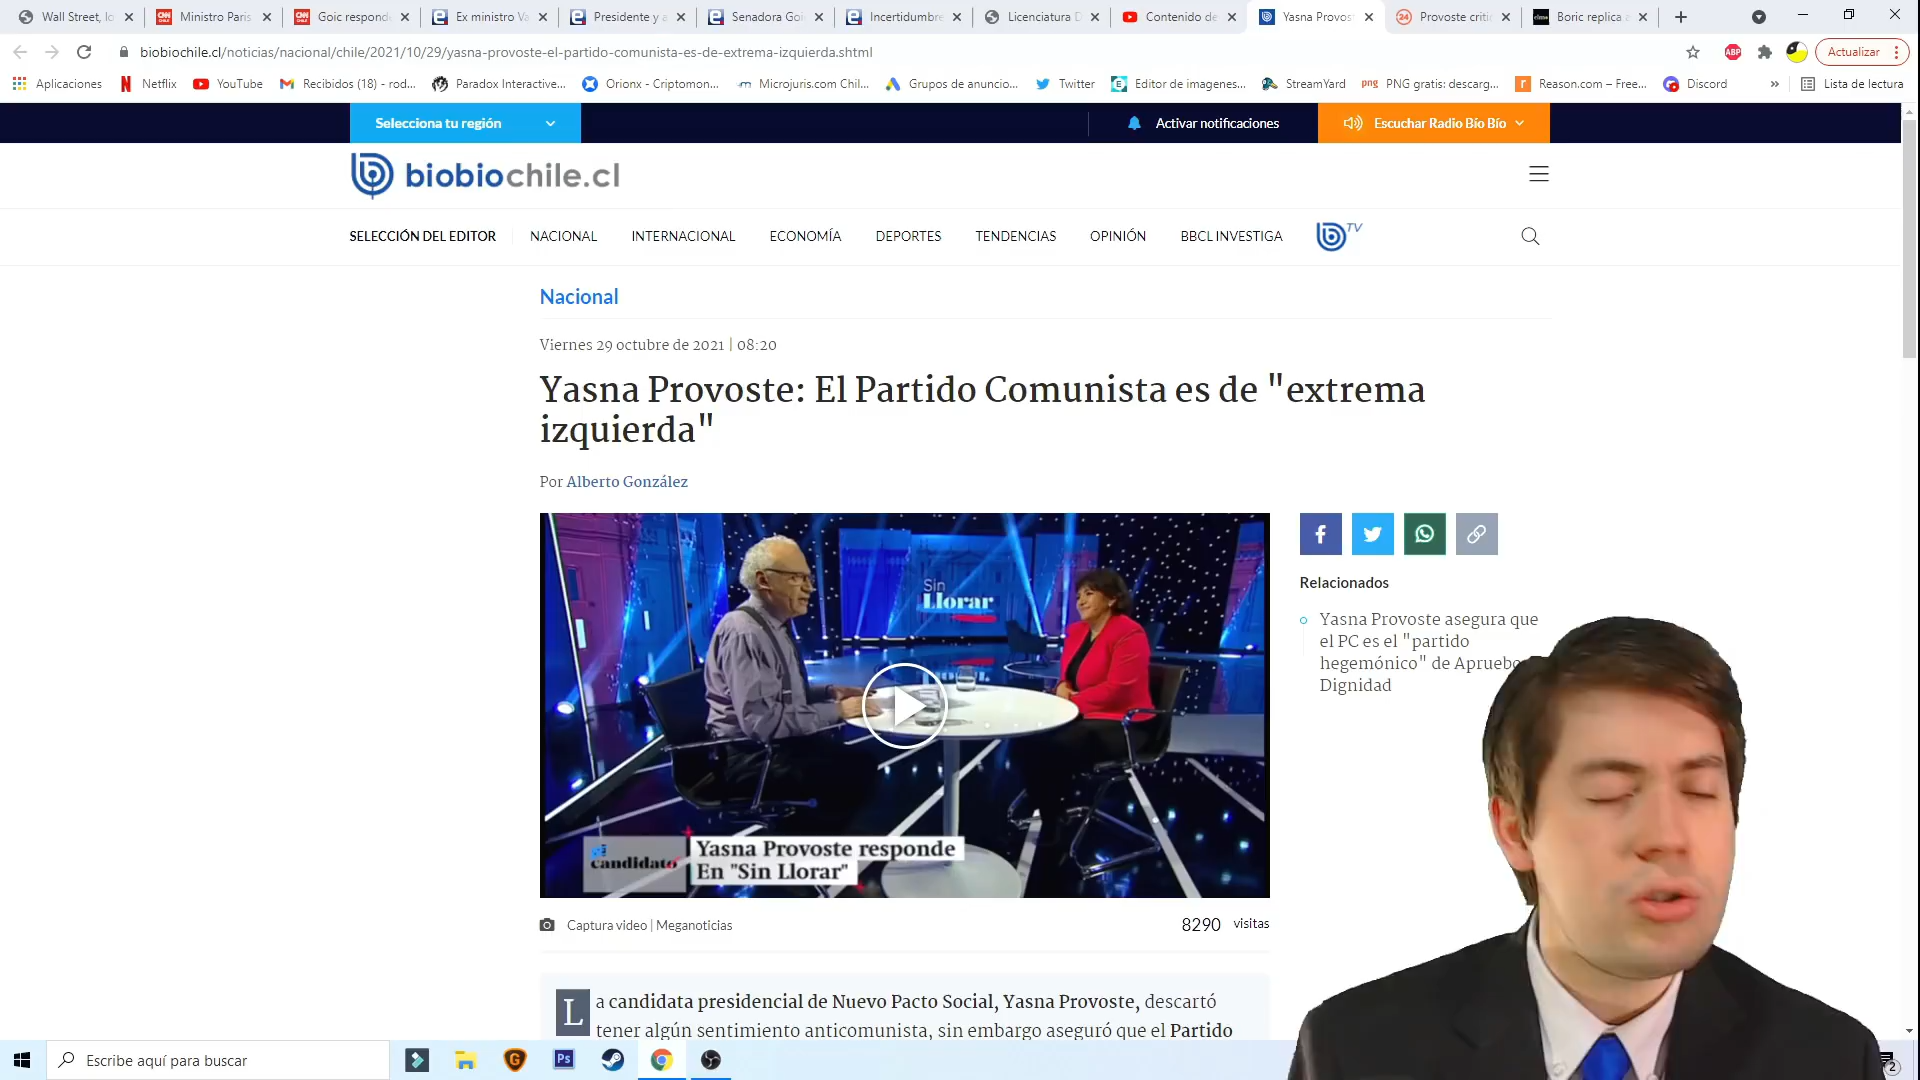 Wall Street, lo
Ministro Paris
Goic respond
Ex ministro Va
Presidente y a
Senadora Goi
Incertidumbre
Licenciatura D
Contenido de
Yasna Provost
Provoste critic
Boric replica a
biobiochile.cl/noticias/nacional/chile/2021/10/29/yasna-provoste-el-partido-comunista-es-de-extrema-izquierda.shtml
ABP
Actualizar
Aplicaciones
Netflix
YouTube
Recibidos (18) - rod...
Paradox Interactive...
Orionx - Criptomon...
Microjuris.com Chil...
Grupos de anuncio...
Twitter
Editor de imagenes...
StreamYard
png PNG gratis: descarg...
Reason.com – Free...
Discord
»
Lista de lectura
Selecciona tu región
Activar notificaciones
Escuchar Radio Bío Bío
biobiochile.cl
SELECCIÓN DEL EDITOR
NACIONAL
INTERNACIONAL
ECONOMÍA
DEPORTES
TENDENCIAS
OPINIÓN
BBCL INVESTIGA
TV
Nacional
Viernes 29 octubre de 2021 | 08:20
Yasna Provoste: El Partido Comunista es de "extrema
izquierda"
Por Alberto González
Sin
Llorar
candidato
Yasna Provoste responde
En "Sin Llorar"
Relacionados
Yasna Provoste asegura que
el PC es el "partido
hegemónico" de Apruebo
Dignidad
Captura video | Meganoticias
8290 visitas
La candidata presidencial de Nuevo Pacto Social, Yasna Provoste, descartó
tener algún sentimiento anticomunista, sin embargo aseguró que el Partido
Escribe aquí para buscar
Ps
2